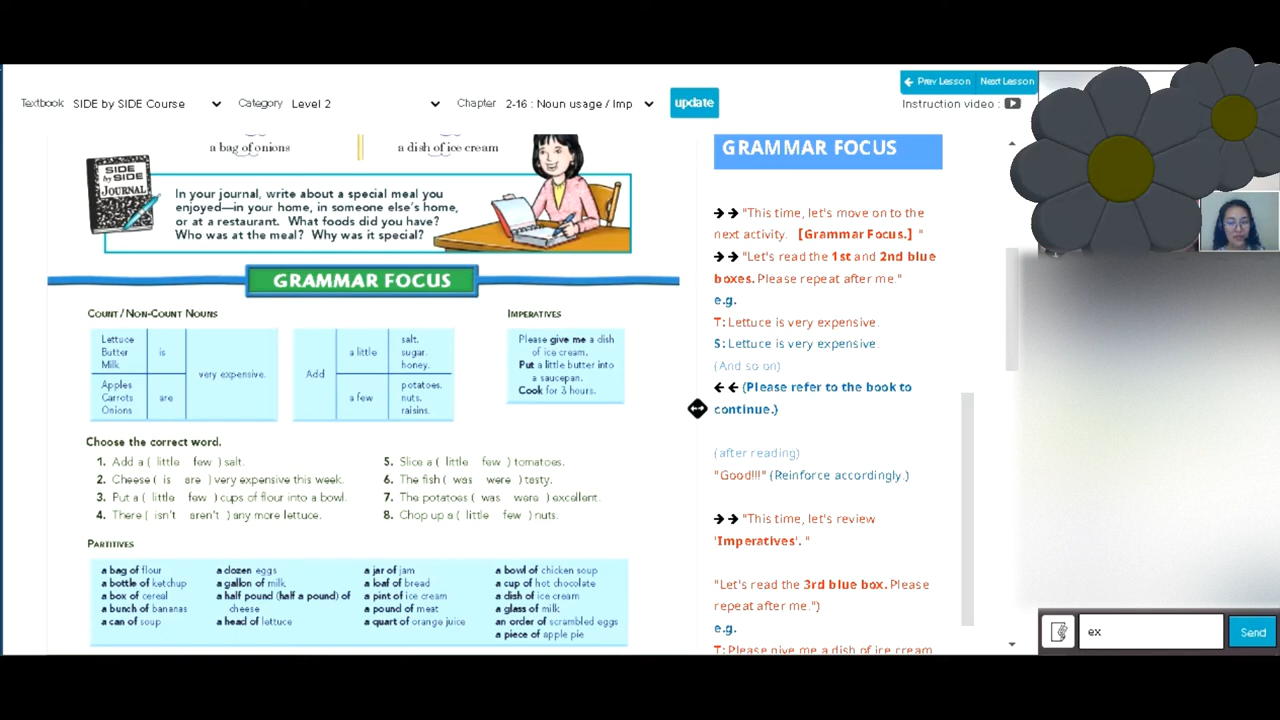 Prev Lesson Next Lesson
Textbook SIDE by SIDE Course Category Level 2 Chapter 2-16 : Noun usage / Imp update Instruction video :
a bag of onions a dish of ice cream
SIDE by SIDE JOURNAL
In your journal, write about a special meal you
enjoyed—in your home, in someone else's home,
or at a restaurant. What foods did you have?
Who was at the meal? Why was it special?
GRAMMAR FOCUS
COUNT / NON-COUNT NOUNS
Lettuce
Butter
Milk
is
Apples
Carrots
Onions
are
very expensive.
Add
a little
salt.
sugar.
honey.
a few
potatoes.
nuts.
raisins.
IMPERATIVES
Please give me a dish
of ice cream.
Put a little butter into
a saucepan.
Cook for 3 hours.
Choose the correct word.
1. Add a ( little few ) salt.
2. Cheese ( is are ) very expensive this week.
3. Put a ( little few ) cups of flour into a bowl.
4. There ( isn't aren't ) any more lettuce.
5. Slice a ( little few ) tomatoes.
6. The fish ( was were ) tasty.
7. The potatoes ( was were ) excellent.
8. Chop up a ( little few ) nuts.
PARTITIVES
a bag of flour
a bottle of ketchup
a box of cereal
a bunch of bananas
a can of soup
a dozen eggs
a gallon of milk
a half pound (half a pound) of
cheese
a head of lettuce
a jar of jam
a loaf of bread
a pint of ice cream
a pound of meat
a quart of orange juice
a bowl of chicken soup
a cup of hot chocolate
a dish of ice cream
a glass of milk
an order of scrambled eggs
a piece of apple pie
GRAMMAR FOCUS
→→ "This time, let's move on to the
next activity. [Grammar Focus.] "
→→ "Let's read the 1st and 2nd blue
boxes. Please repeat after me."
e.g.
T: Lettuce is very expensive.
S: Lettuce is very expensive.
(And so on)
←← (Please refer to the book to
continue.)
(after reading)
"Good!!!" (Reinforce accordingly.)
→→ "This time, let's review
'Imperatives'. "
"Let's read the 3rd blue box. Please
repeat after me.")
e.g.
T: Please give me a dish of ice cream
ex
Send